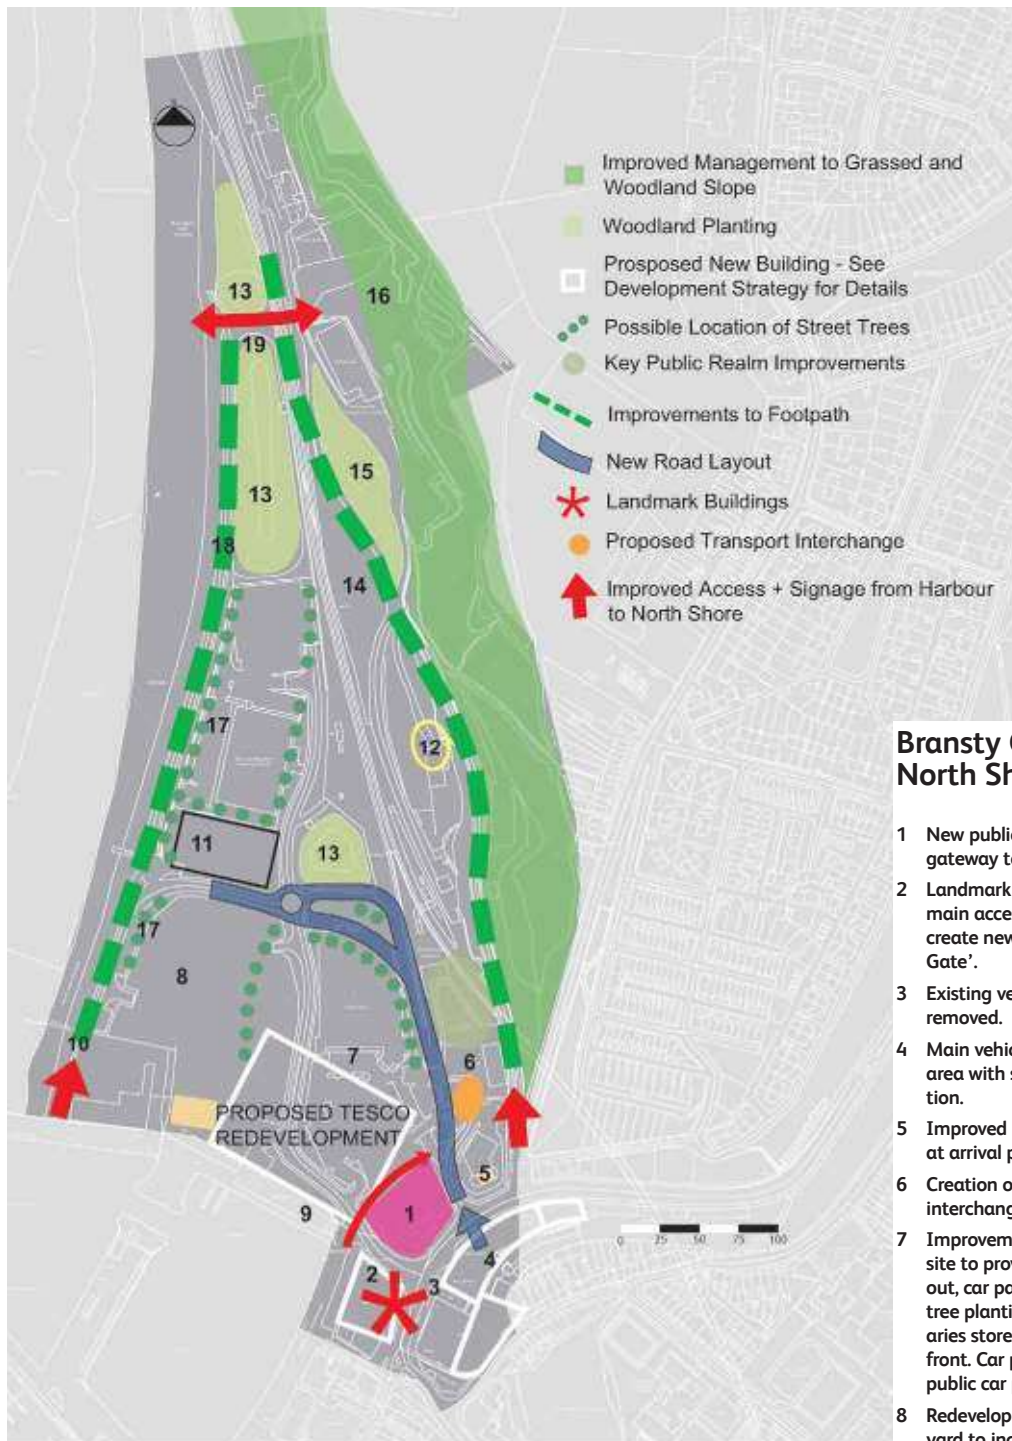 Improved Management to Grassed and
Woodland Slope
Woodland Planting
Prosposed New Building - See
Development Strategy for Details
Possible Location of Street Trees
Key Public Realm Improvements
Improvements to Footpath
New Road Layout
Landmark Buildings
Proposed Transport Interchange
Improved Access + Signage from Harbour
to North Shore
13
16
19
15
13
18
14
17
12
11
13
17
8
10
7
6
PROPOSED TESCO
REDEVELOPMENT
5
9
1
4
2
3
0 25 50 75 100
Bransty
North Sh
1 New public
gateway t
2 Landmark
main acce
create new
Gate’.
3 Existing ve
removed.
4 Main vehic
area with s
tion.
5 Improved
at arrival p
6 Creation o
interchang
7 Improvem
site to prov
out, car pa
tree planti
aries store
front. Car p
public car
8 Redevelop
yard to inc